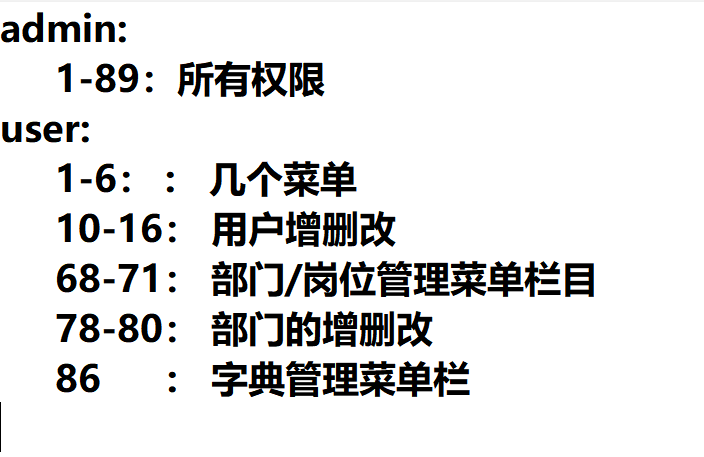 admin:
1-89：所有权限
user:
1-6： ： 几个菜单
10-16： 用户增删改
68-71： 部门/岗位管理菜单栏目
78-80： 部门的增删改
86 ： 字典管理菜单栏